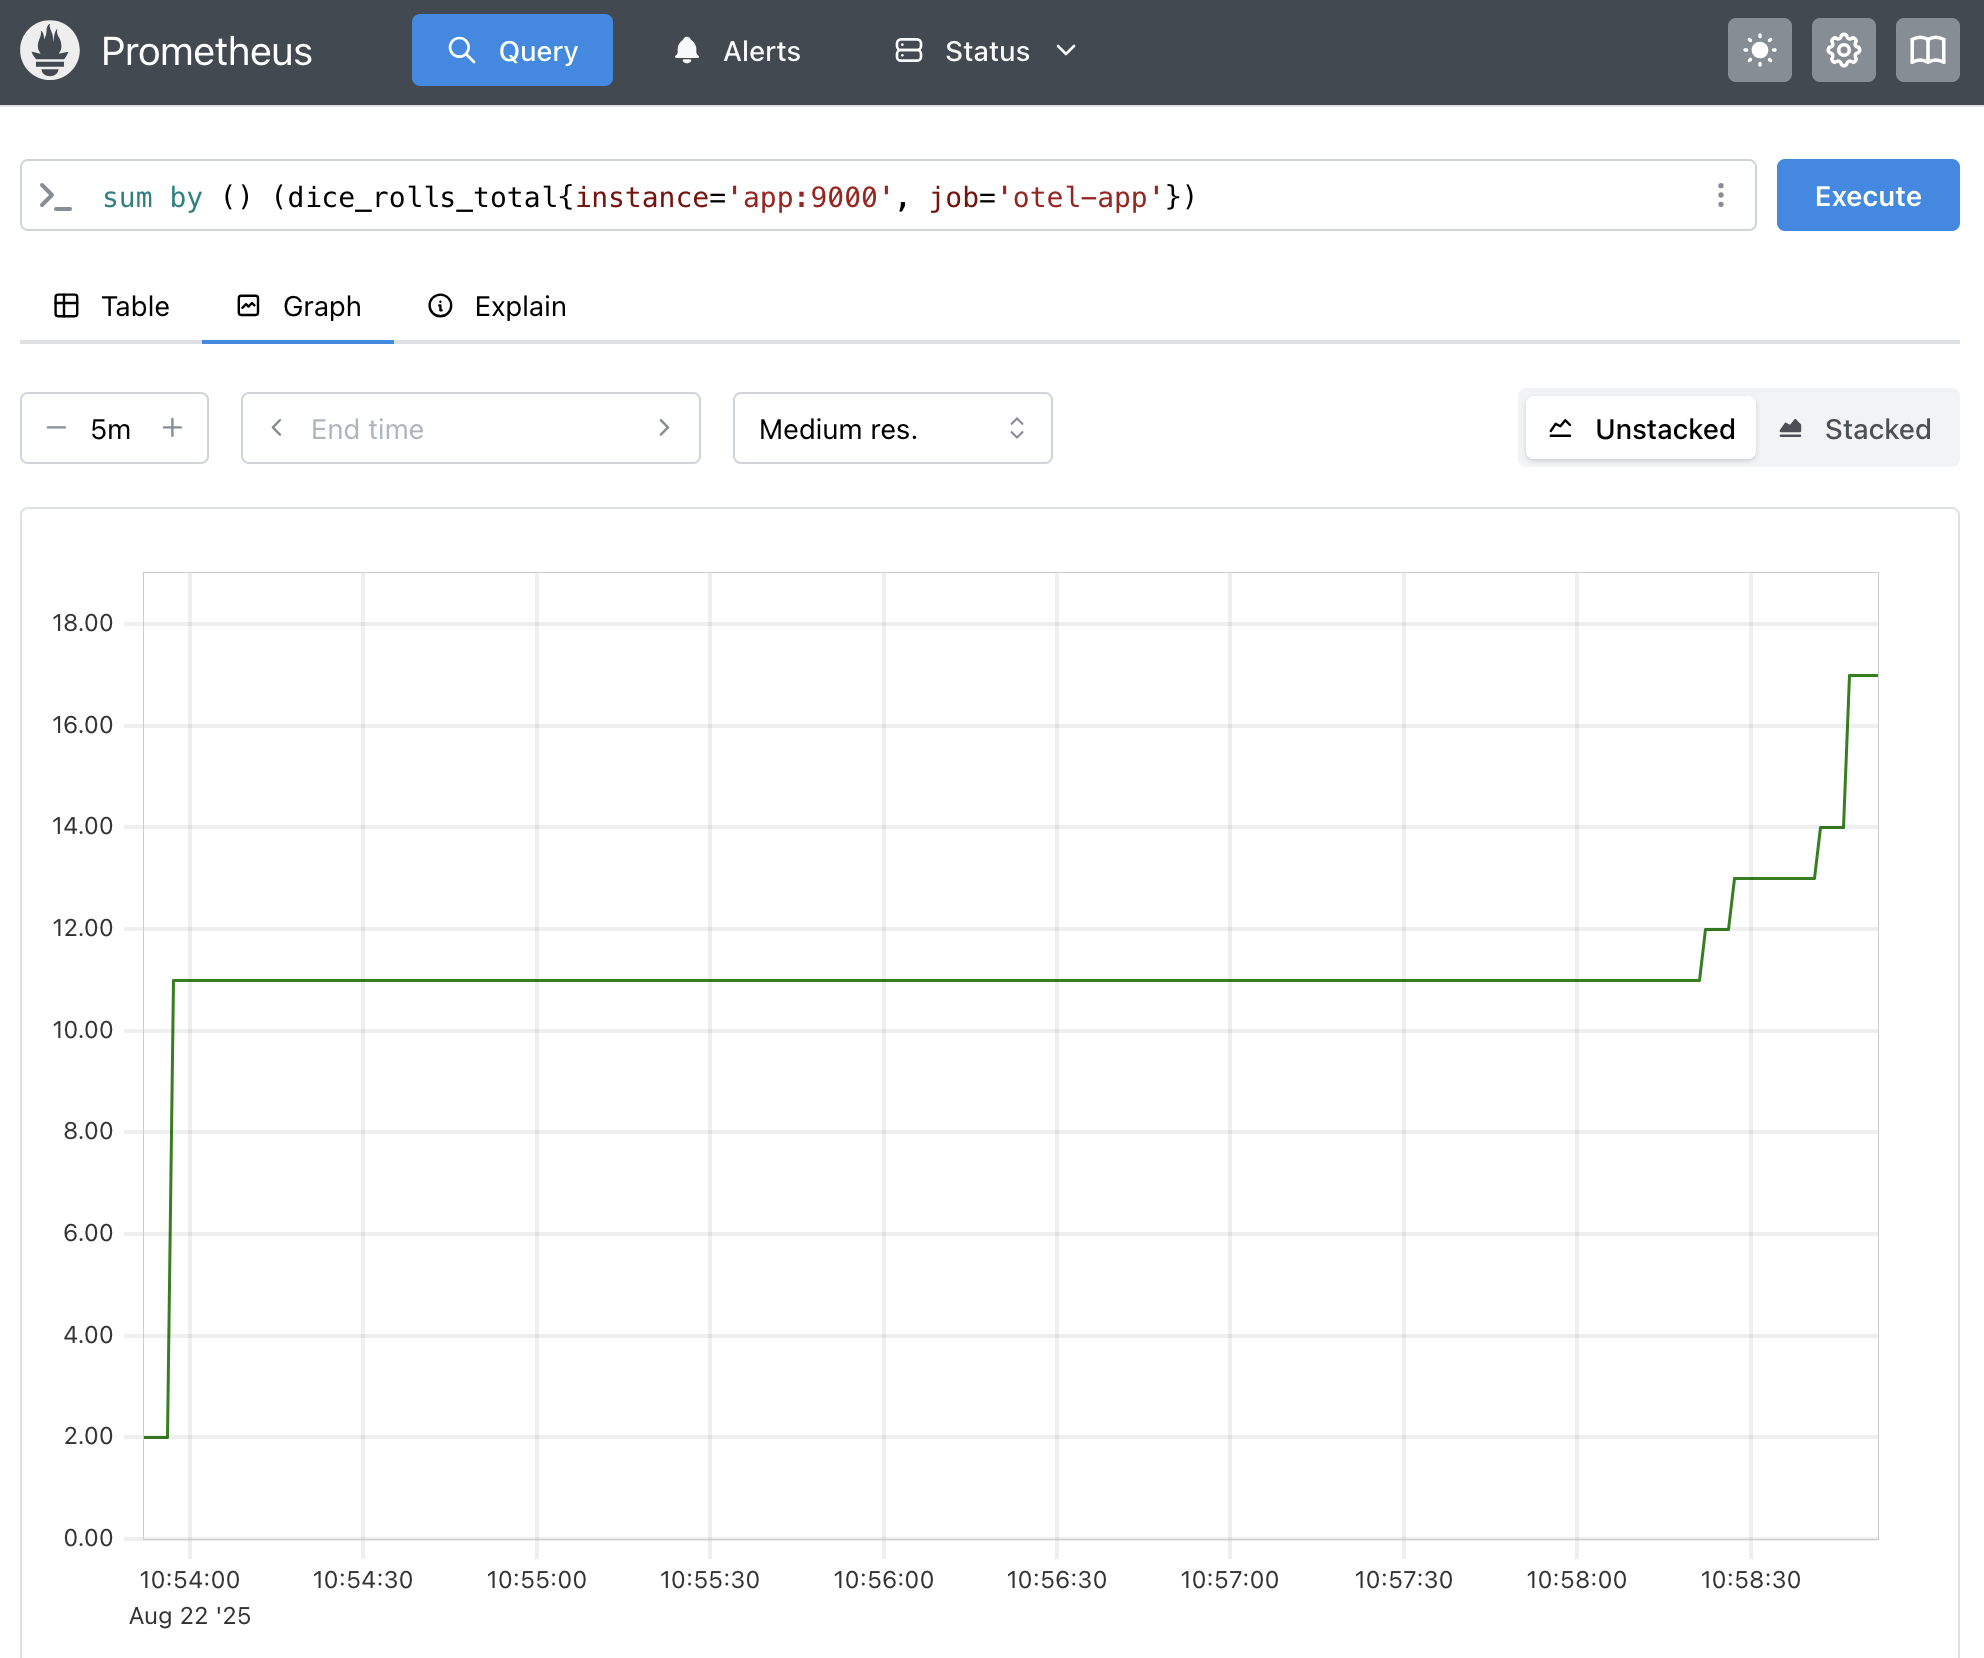 Prometheus Query Alerts Status
sum by () (dice_rolls_total{instance='app:9000', job='otel-app'}) Execute
Table Graph Explain
5m End time Medium res. Unstacked Stacked
18.00
16.00
14.00
12.00
10.00
8.00
6.00
4.00
2.00
0.00
10:54:00 10:54:30 10:55:00 10:55:30 10:56:00 10:56:30 10:57:00 10:57:30 10:58:00 10:58:30
Aug 22 '25